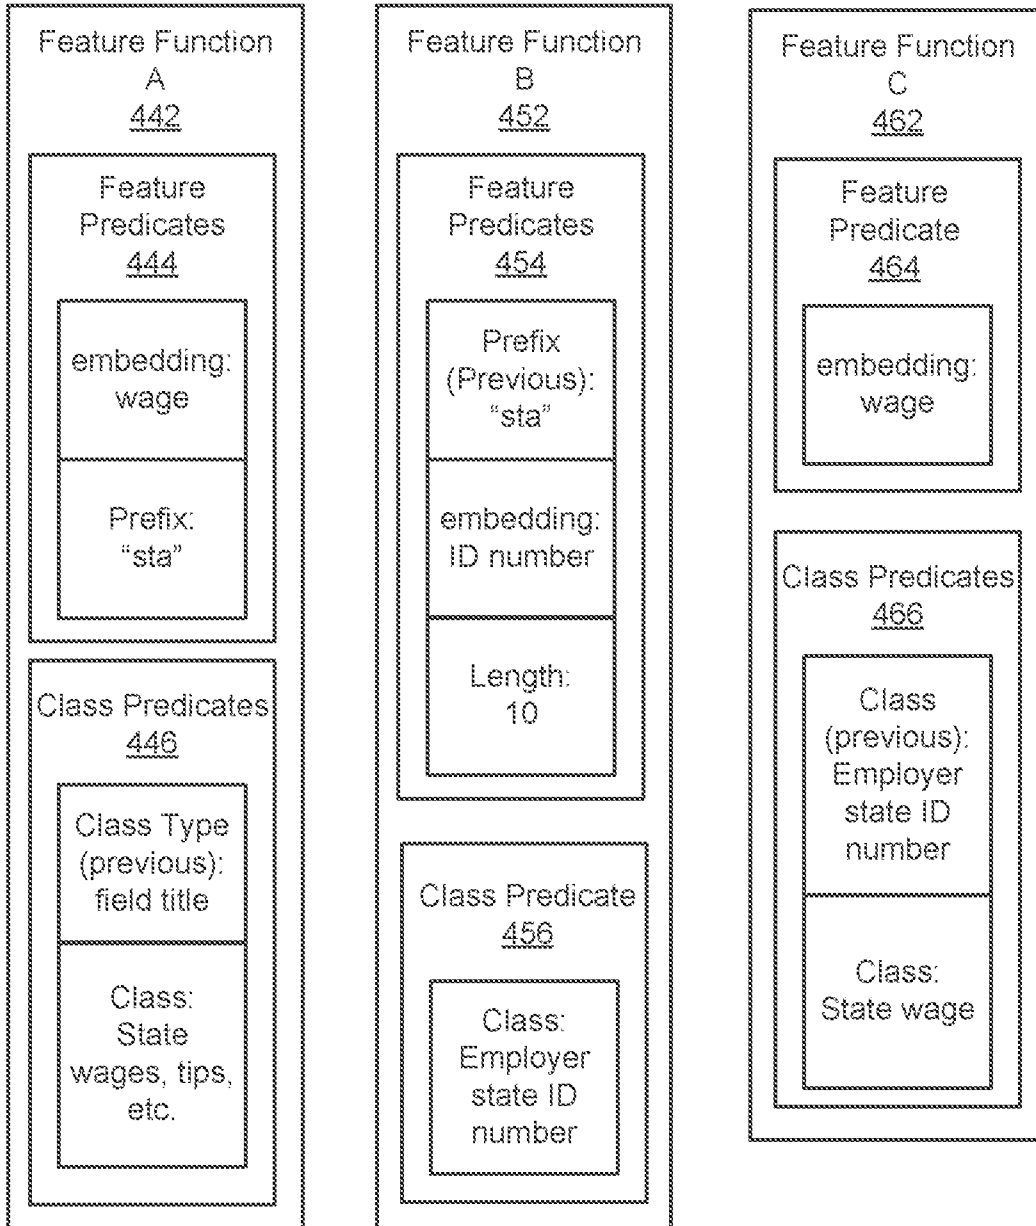 Feature Function
A
442
Feature
Predicates
444
embedding:
wage
Prefix:
“sta”
Class Predicates
446
Class Type
(previous):
field title
Class:
State
wages, tips,
etc.
Feature Function
B
452
Feature
Predicates
454
Prefix
(Previous):
“sta”
embedding:
ID number
Length:
10
Class Predicate
456
Class:
Employer
state ID
number
Feature Function
C
462
Feature
Predicate
464
embedding:
wage
Class Predicates
466
Class
(previous):
Employer
state ID
number
Class:
State wage